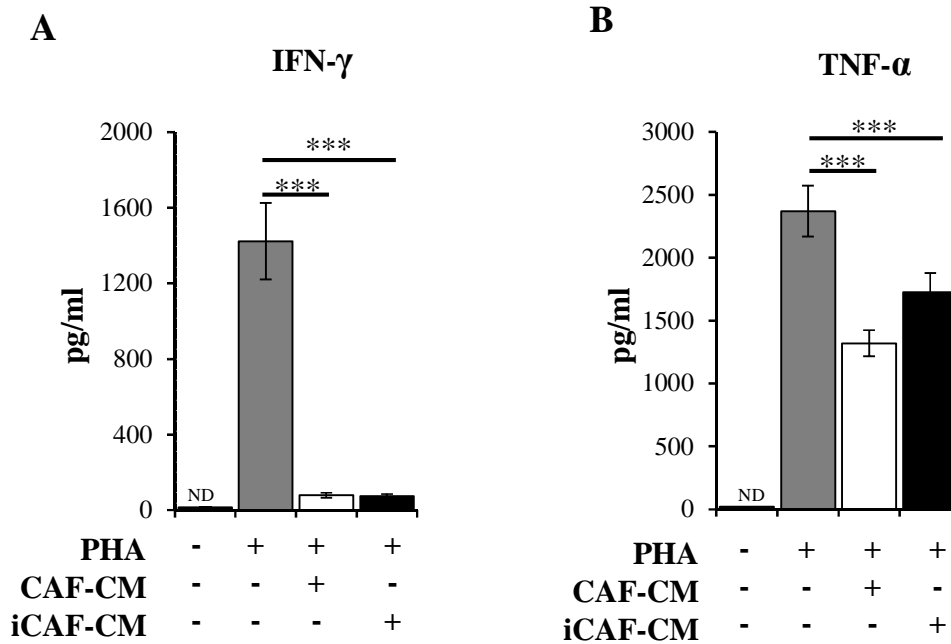 A
IFN-γ
pg/ml
2000
1600
1200
800
400
0
***
***
ND
PHA - + + +
CAF-CM - - + -
iCAF-CM - - - +
B
TNF-α
pg/ml
3000
2500
2000
1500
1000
500
0
***
***
ND
PHA - + + +
CAF-CM - - + -
iCAF-CM - - - +